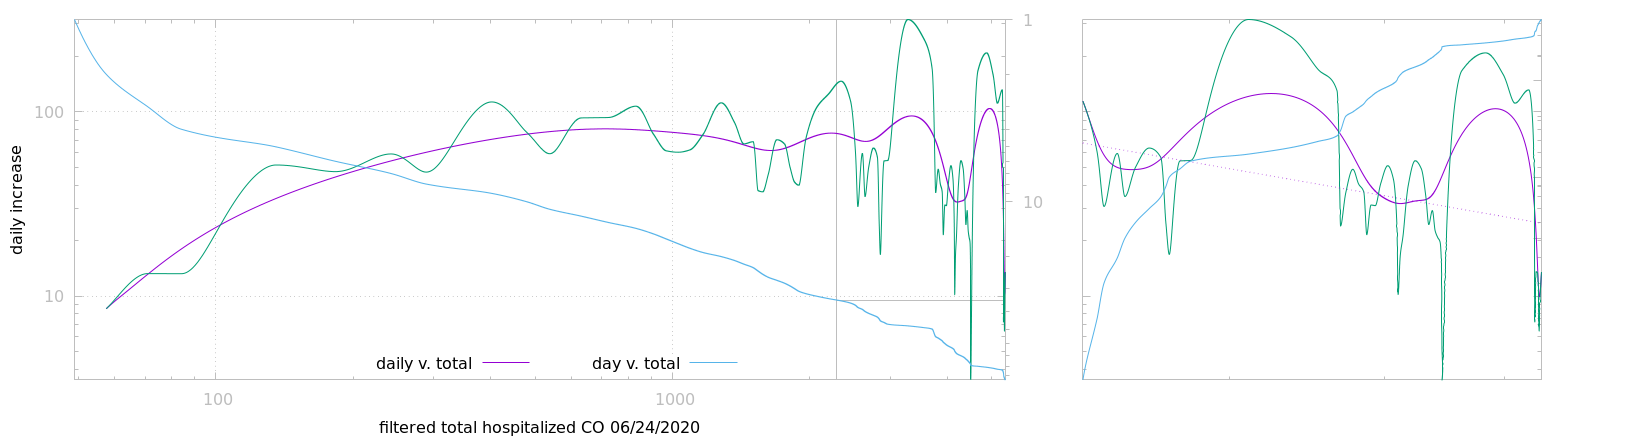 1
100
daily increase
10
10
daily v. total
day v. total
100
1000
filtered total hospitalized CO 06/24/2020